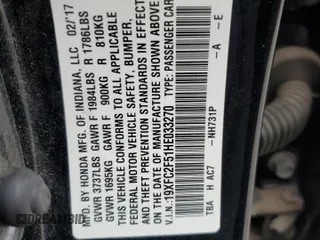 MFD. BY HONDA MFG. OF INDIANA, LLC 02/'17
GVWR 3737LBS GAWR F 1984LBS R 1786LBS
GVWR 1695KG GAWR F 900KG R 810KG
THIS VEHICLE CONFORMS TO ALL APPLICABLE
FEDERAL MOTOR VEHICLE SAFETY, BUMPER,
AND THEFT PREVENTION STANDARDS IN EFFECT
ON THE DATE OF MANUFACTURE SHOWN ABOVE.
V.I.N.:19XFC2F51HE033270 TYPE: PASSENGER CAR
NH731P
A
A
E
TBA H AC7